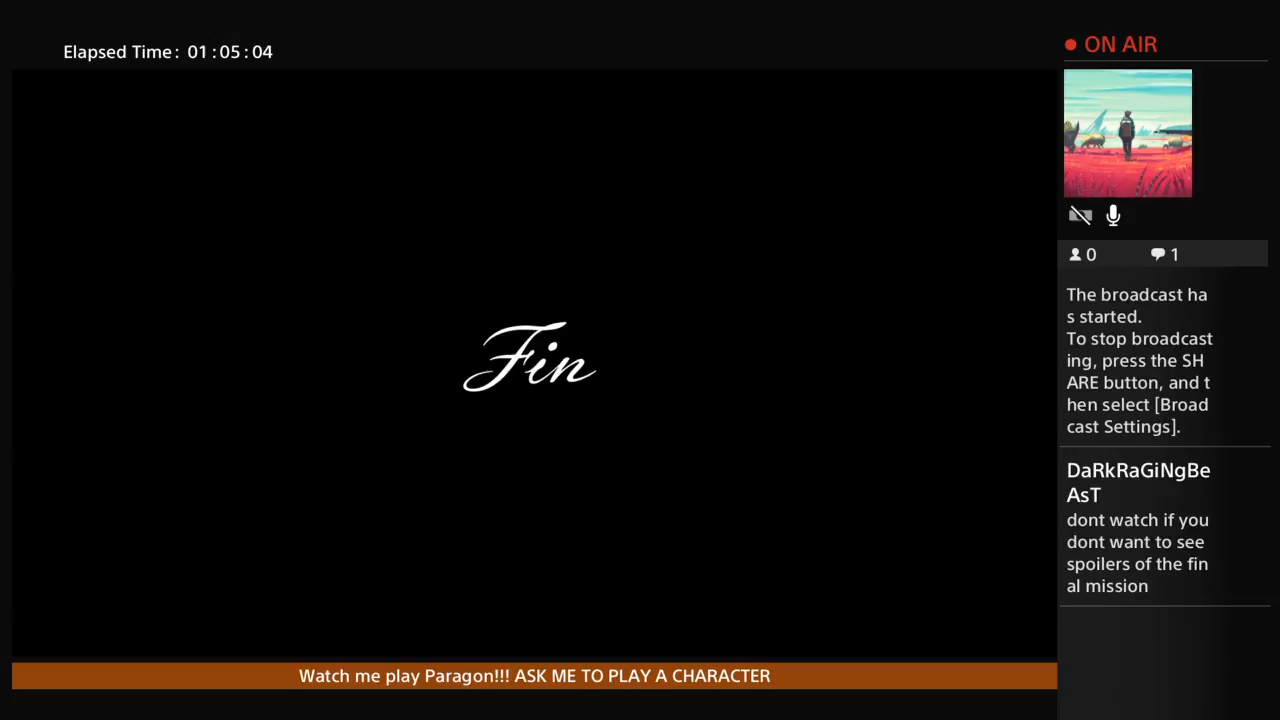 Elapsed Time: 01:05:04
ON AIR
0
1
The broadcast ha
s started.
To stop broadcast
ing, press the SH
ARE button, and t
hen select [Broad
cast Settings].
DaRkRaGiNgBe
AsT
dont watch if you
dont want to see
spoilers of the fin
al mission
Fin
Watch me play Paragon!!! ASK ME TO PLAY A CHARACTER